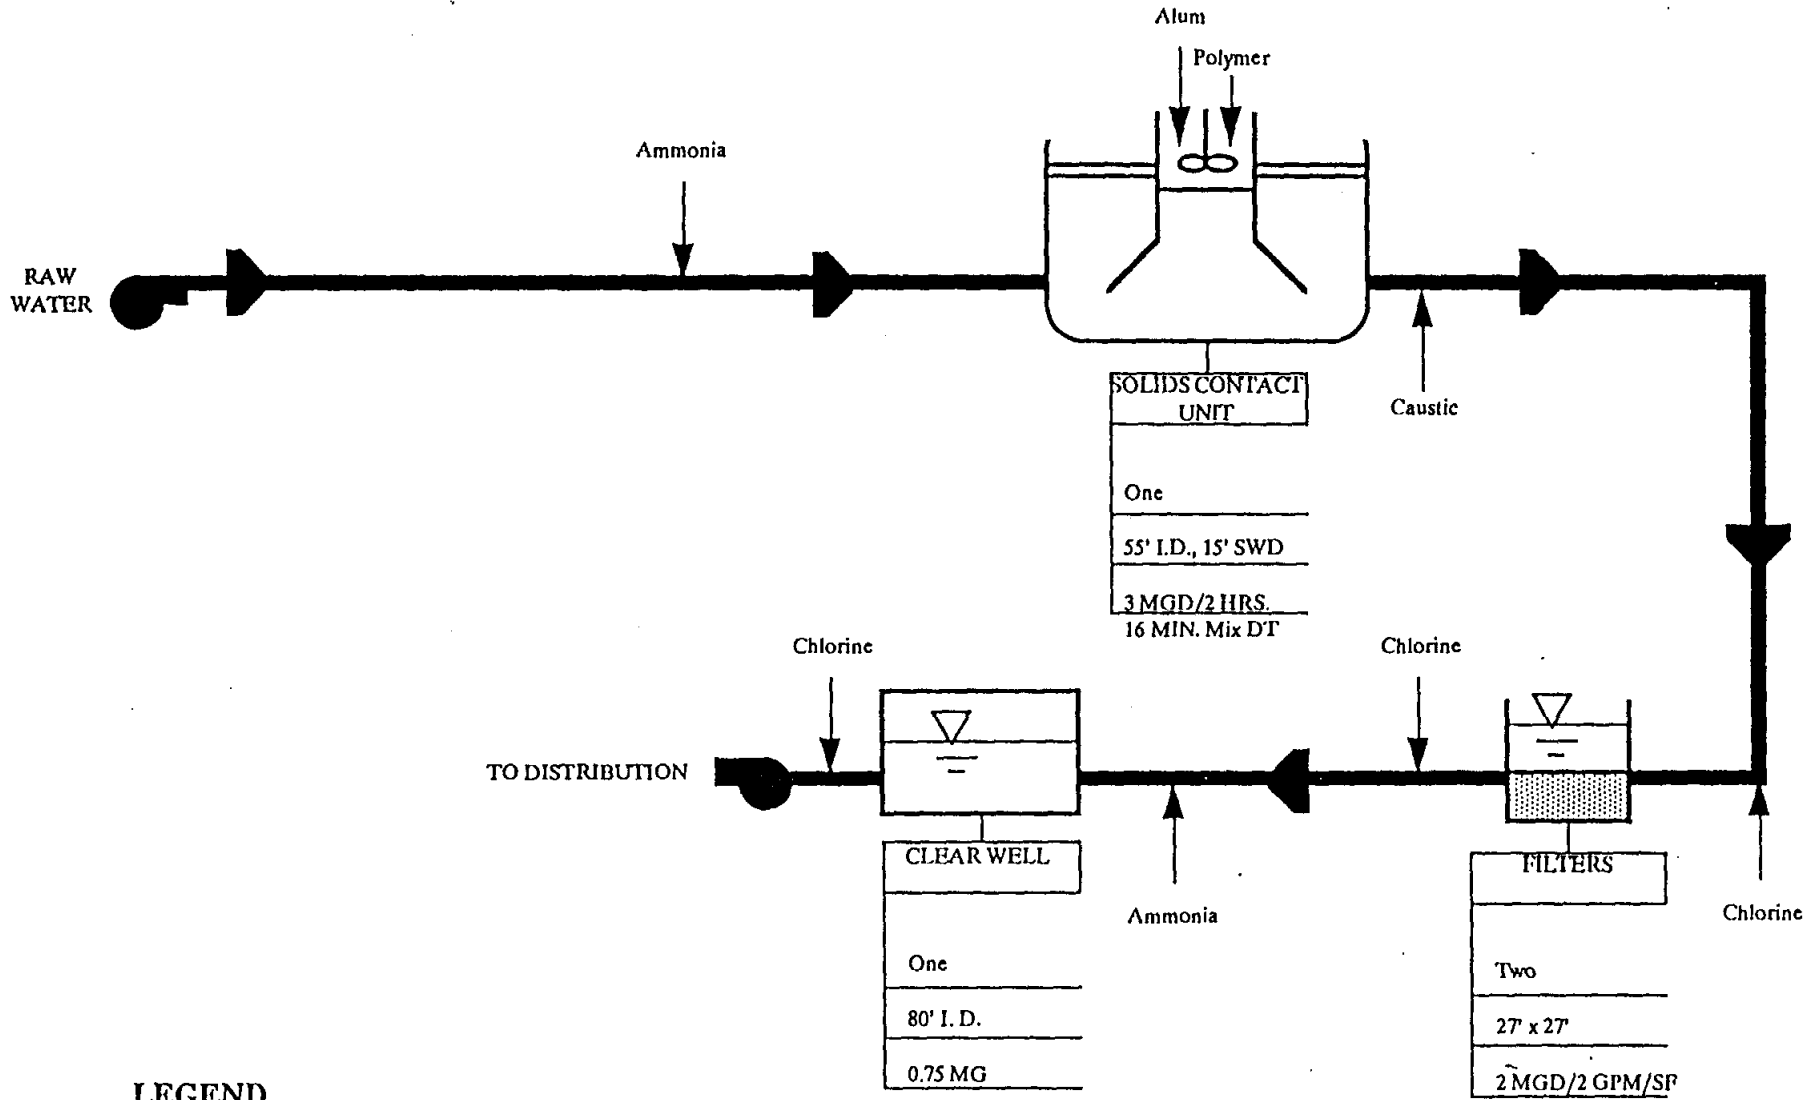 Alum
Polymer
Ammonia
RAW
WATER
SOLIDS CONTACT
UNIT
Caustic
One
55' I.D., 15' SWD
3 MGD/2 HRS.
16 MIN. Mix DT
Chlorine
Chlorine
TO DISTRIBUTION
CLEAR WELL
FILTERS
Ammonia
Chlorine
One
Two
80' I. D.
27' x 27'
0.75 MG
2 MGD/2 GPM/SF
LEGEND